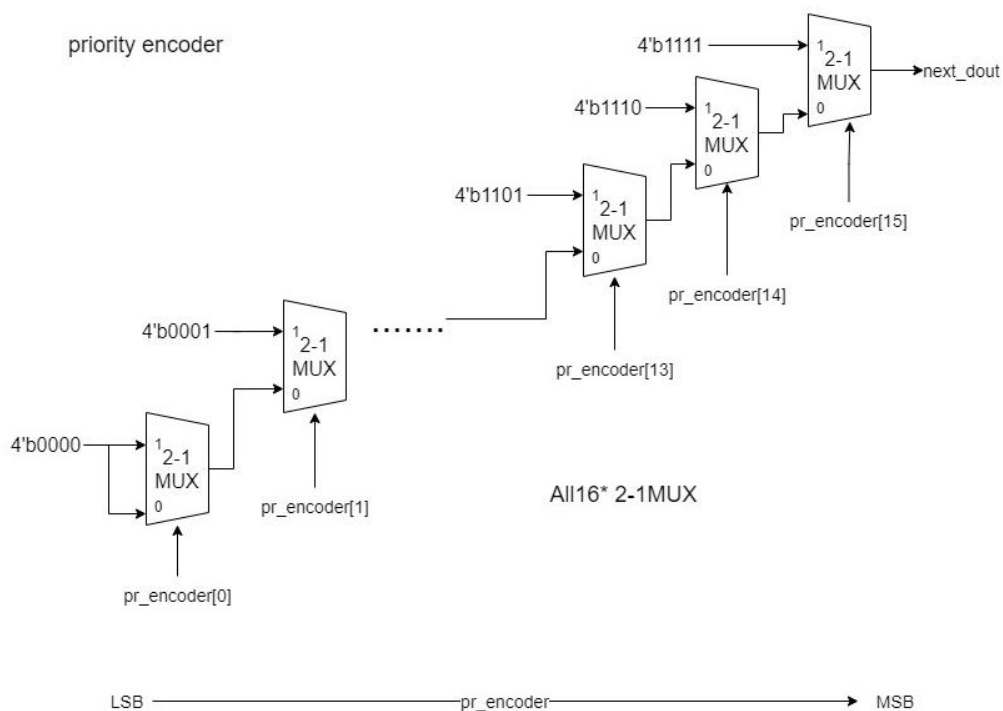 priority encoder
4'b1111
1
2-1
MUX
0
next_dout
4'b1110
1
2-1
MUX
0
pr_encoder[15]
4'b1101
1
2-1
MUX
0
pr_encoder[14]
4'b0001
1
2-1
MUX
0
.......
pr_encoder[13]
4'b0000
1
2-1
MUX
0
pr_encoder[1]
All16* 2-1MUX
pr_encoder[0]
LSB
pr_encoder
MSB